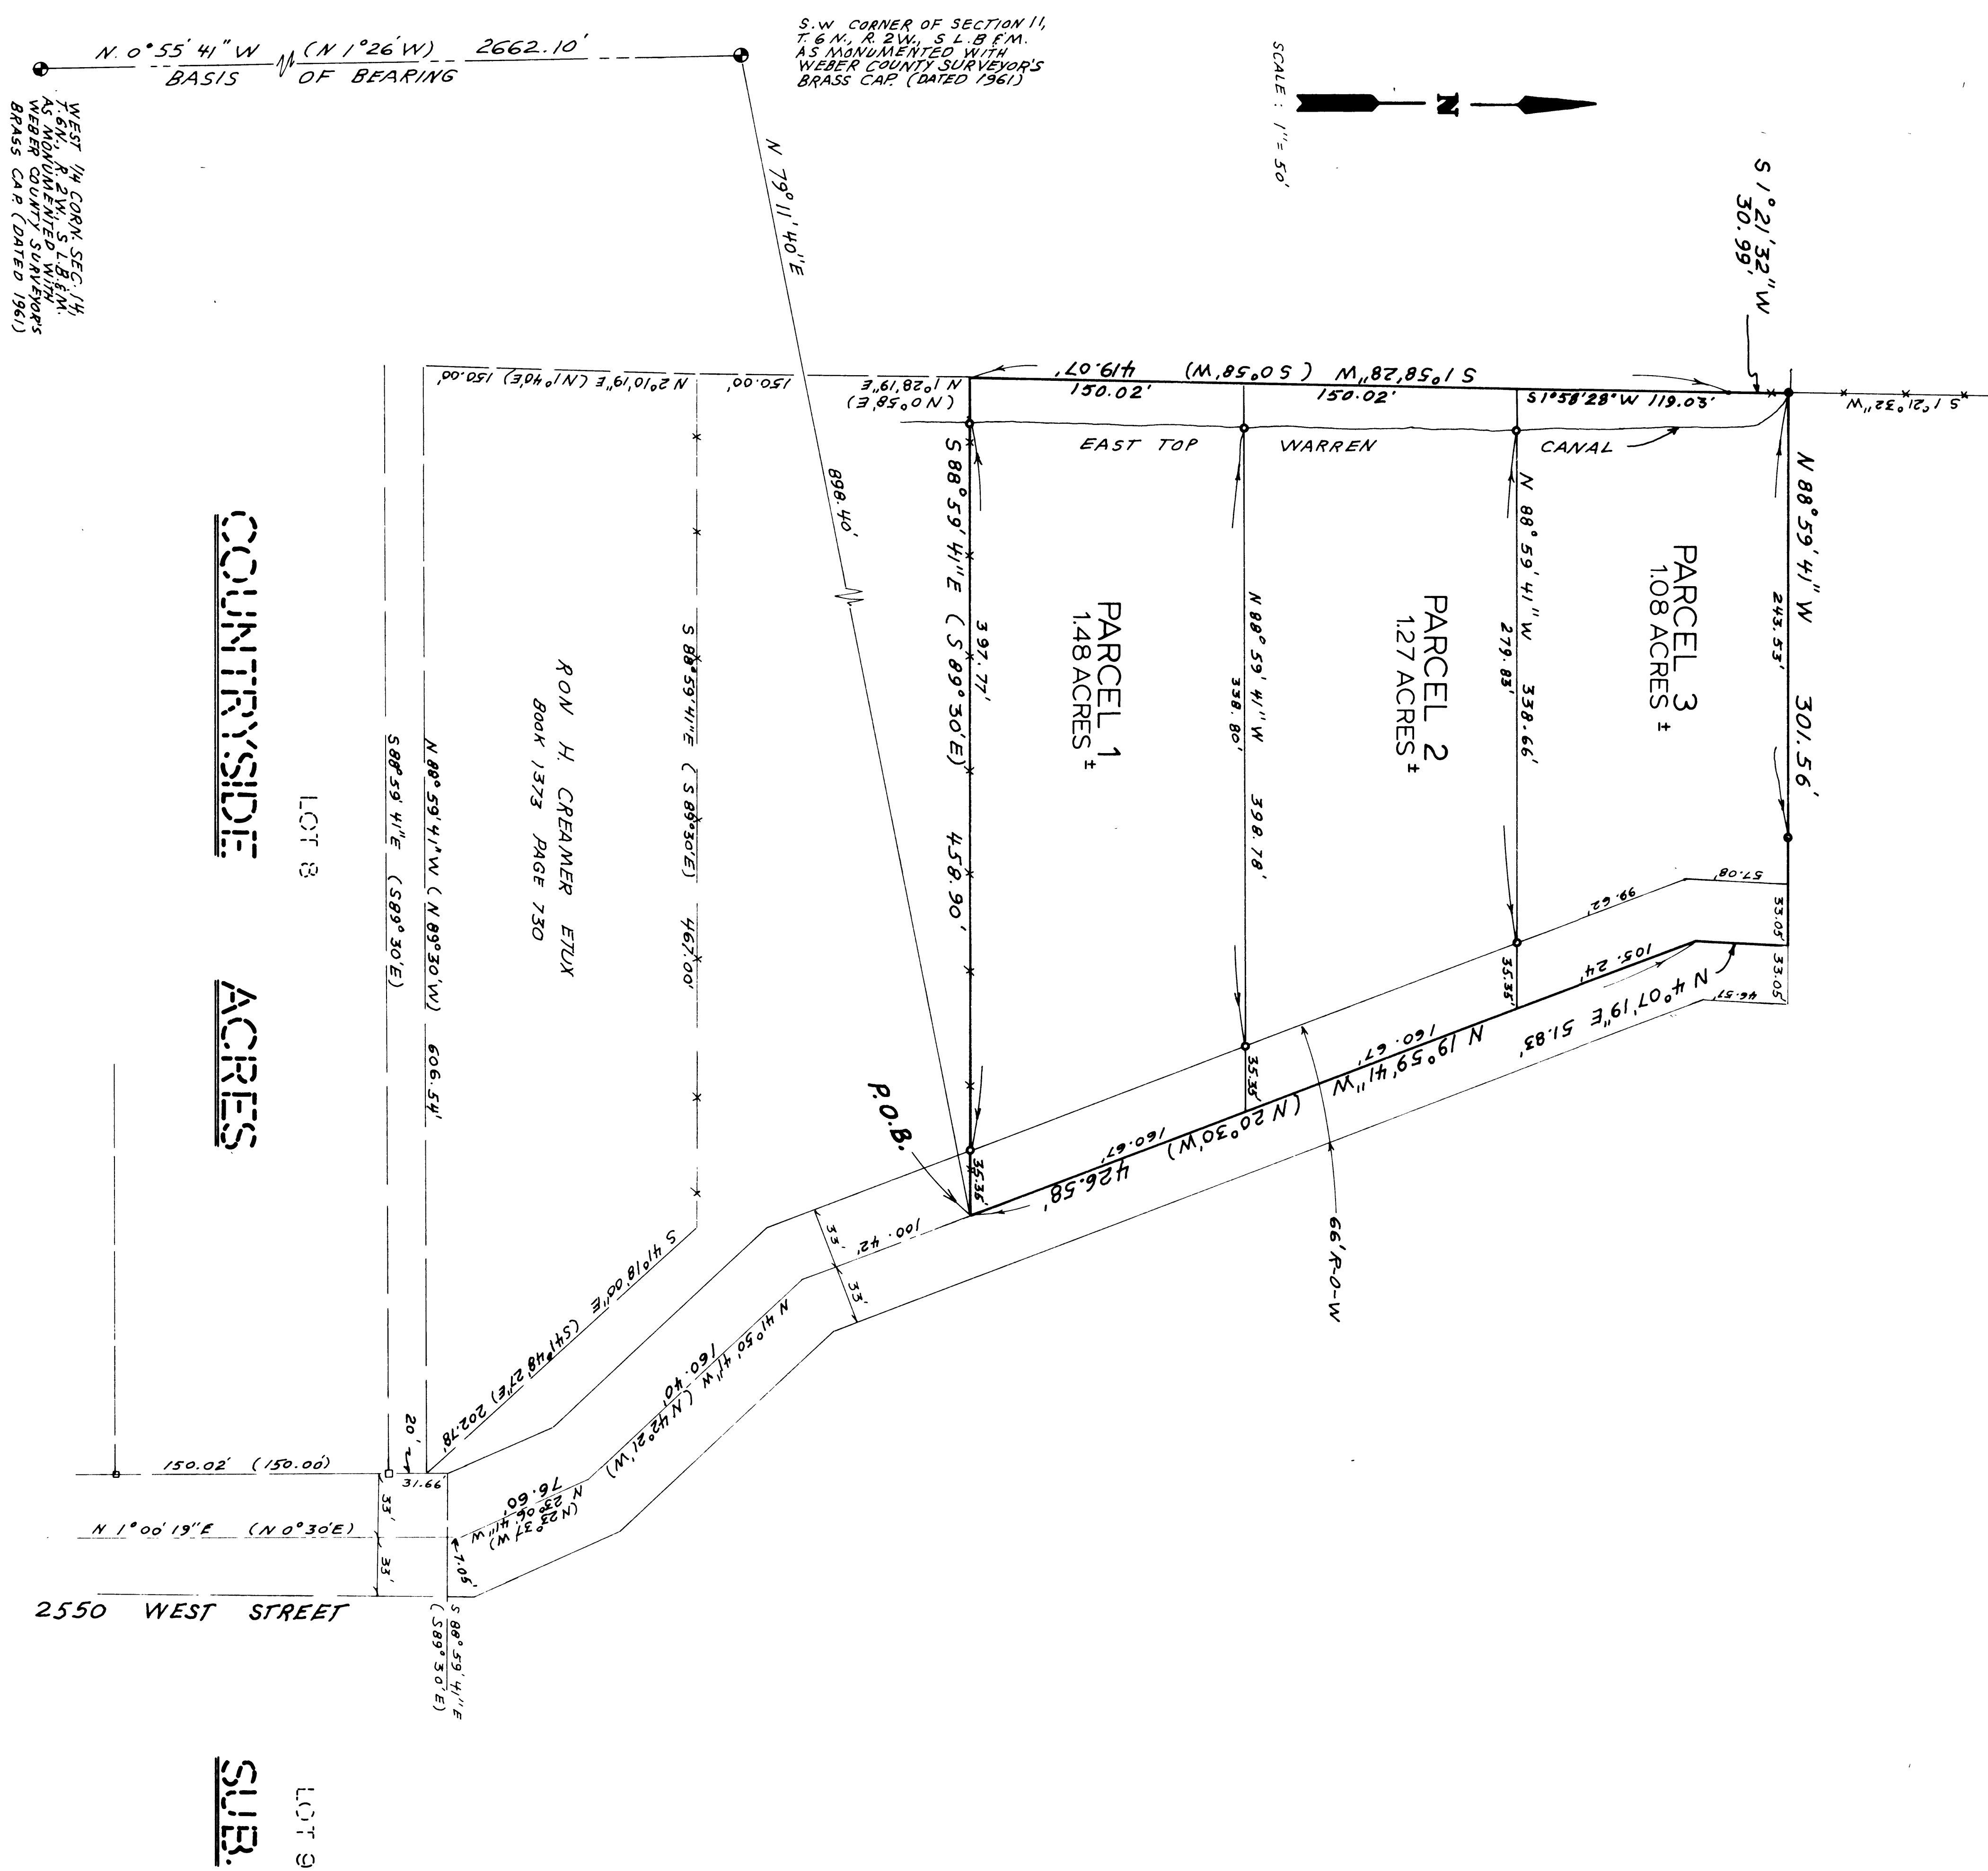 N. 0°55'41" W (N 1°26'W) 2662.10'
BASIS OF BEARING
S.W CORNER OF SECTION 11,
T. 6 N., R. 2W., S L.B & M.
AS MONUMENTED WITH
WEBER COUNTY SURVEYOR'S
BRASS CAP. (DATED 1961)
WEST 1/4 CORN. SEC. 14,
T. 6N., R. 2W., S L.B.& M.
AS MONUMENTED WITH
WEBER COUNTY SURVEYOR'S
BRASS CAP. (DATED 1961)
SCALE : 1"= 50'
N
N 79° 11' 40" E
898.40'
S 1° 21' 32" W
30.99'
S 1°58'28"W (S 0°58'W) 419.07'
150.02'
150.02'
S1°58'28"W 119.03'
S 1°21'32"W
N 2°10'19"E (N 1°40'E) 150.00'
150.00'
N 1°28'19"E
(N 0°58'E)
EAST TOP WARREN CANAL
N 88° 59' 41" W 301.56'
243.53'
PARCEL 3
1.08 ACRES ±
N 88° 59' 41" W 338.66'
279.83'
PARCEL 2
1.27 ACRES ±
N 88° 59' 41" W 398.78'
338.80'
PARCEL 1
1.48 ACRES ±
S 88° 59' 41" E (S 89° 30' E) 458.90'
397.77'
57.08'
99.62'
33.05'
33.05'
46.57'
35.35'
35.35'
35.36'
105.24'
N 4° 07' 19" E 51.83'
160.67'
N 19° 59' 41" W
(N 20° 30' W)
160.67'
426.58'
66' R-O-W
P.O.B.
100.42'
33'
33'
S 88° 59' 41" E (S 89° 30' E) 467.00'
RON H. CREAMER ETUX
BOOK 1373 PAGE 730
N 88° 59' 41" W (N 89° 30' W) 606.54'
S 88° 59' 41" E (S 89° 30' E)
S 41° 18' 00" E (S41° 48' 27" E) 202.78'
N 41° 50' 41" W (N 42° 21' W)
160.40'
(N 23° 37' W)
N 23° 06' 41" W
76.60'
7.05'
20'
31.66'
150.02' (150.00')
33'
33'
N 1° 00' 19" E (N 0° 30' E)
2550 WEST STREET
S 88° 59' 41" E
(S 89° 30' E)
LOT 8
LOT 9
COUNTRYSIDE ACRES SUB.